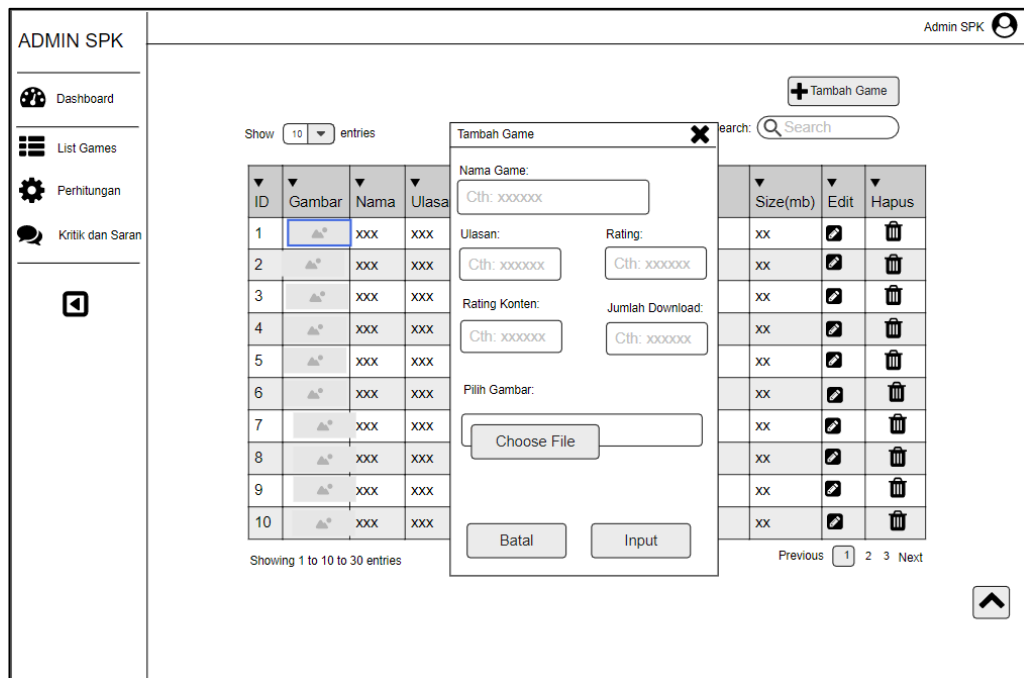 Admin SPK
ADMIN SPK
Dashboard
List Games
Perhitungan
Kritik dan Saran
Tambah Game
Show 10 entries
earch: Search
ID Gambar Nama Ulasa Size(mb) Edit Hapus
1 xxx xxx xx
2 xxx xxx xx
3 xxx xxx xx
4 xxx xxx xx
5 xxx xxx xx
6 xxx xxx xx
7 xxx xxx xx
8 xxx xxx xx
9 xxx xxx xx
10 xxx xxx xx
Showing 1 to 10 to 30 entries
Previous 1 2 3 Next
Tambah Game
Nama Game:
Cth: xxxxxx
Ulasan: Rating:
Cth: xxxxxx Cth: xxxxxx
Rating Konten: Jumlah Download:
Cth: xxxxxx Cth: xxxxxx
Pilih Gambar:
Choose File
Batal Input